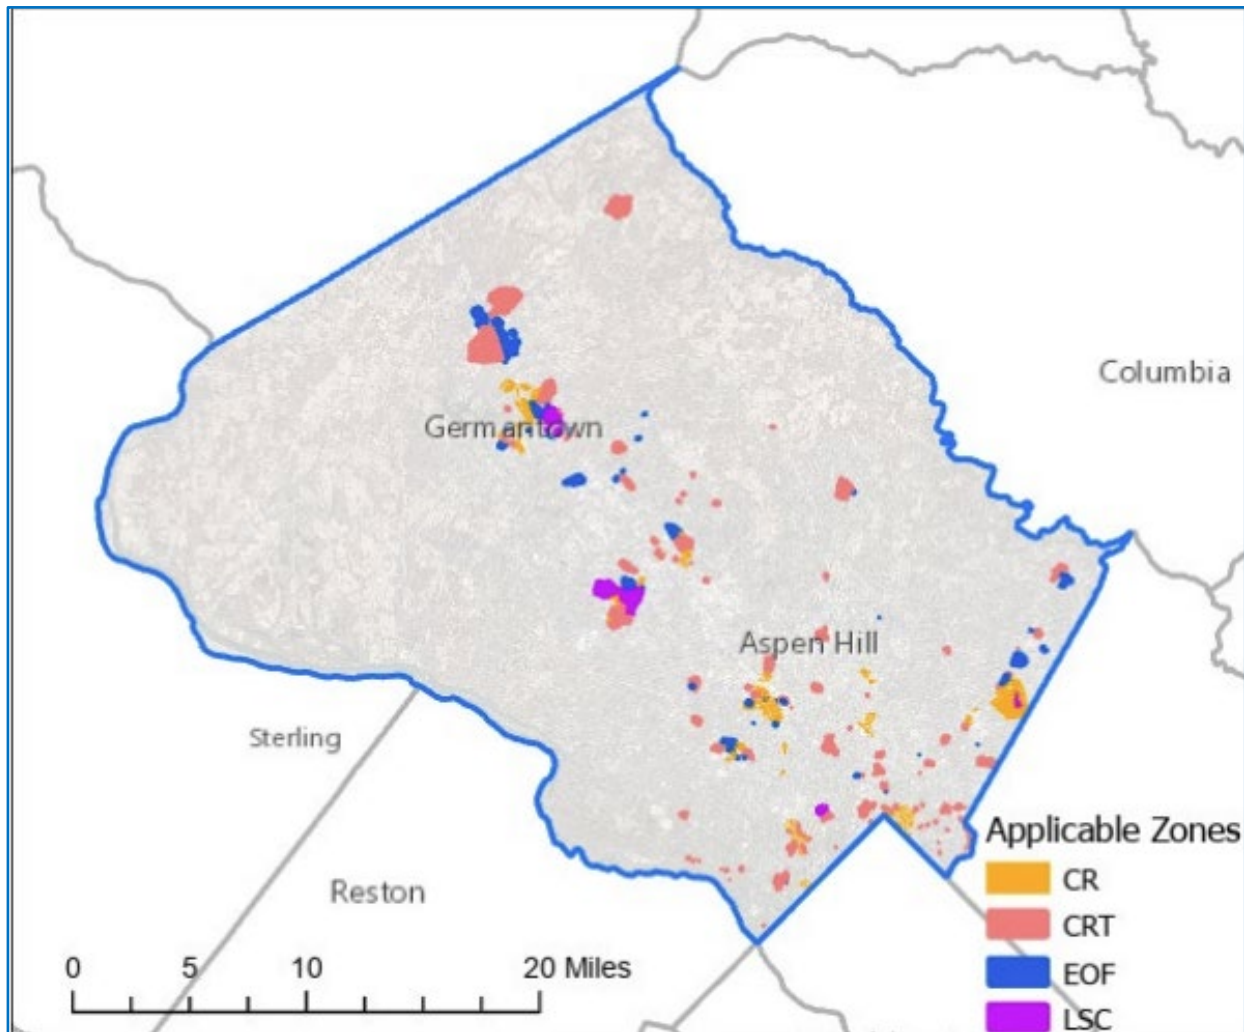 Columbia
Germantown
Aspen Hill
Sterling
Reston
Applicable Zones
CR
CRT
EOF
LSC
0 5 10 20 Miles